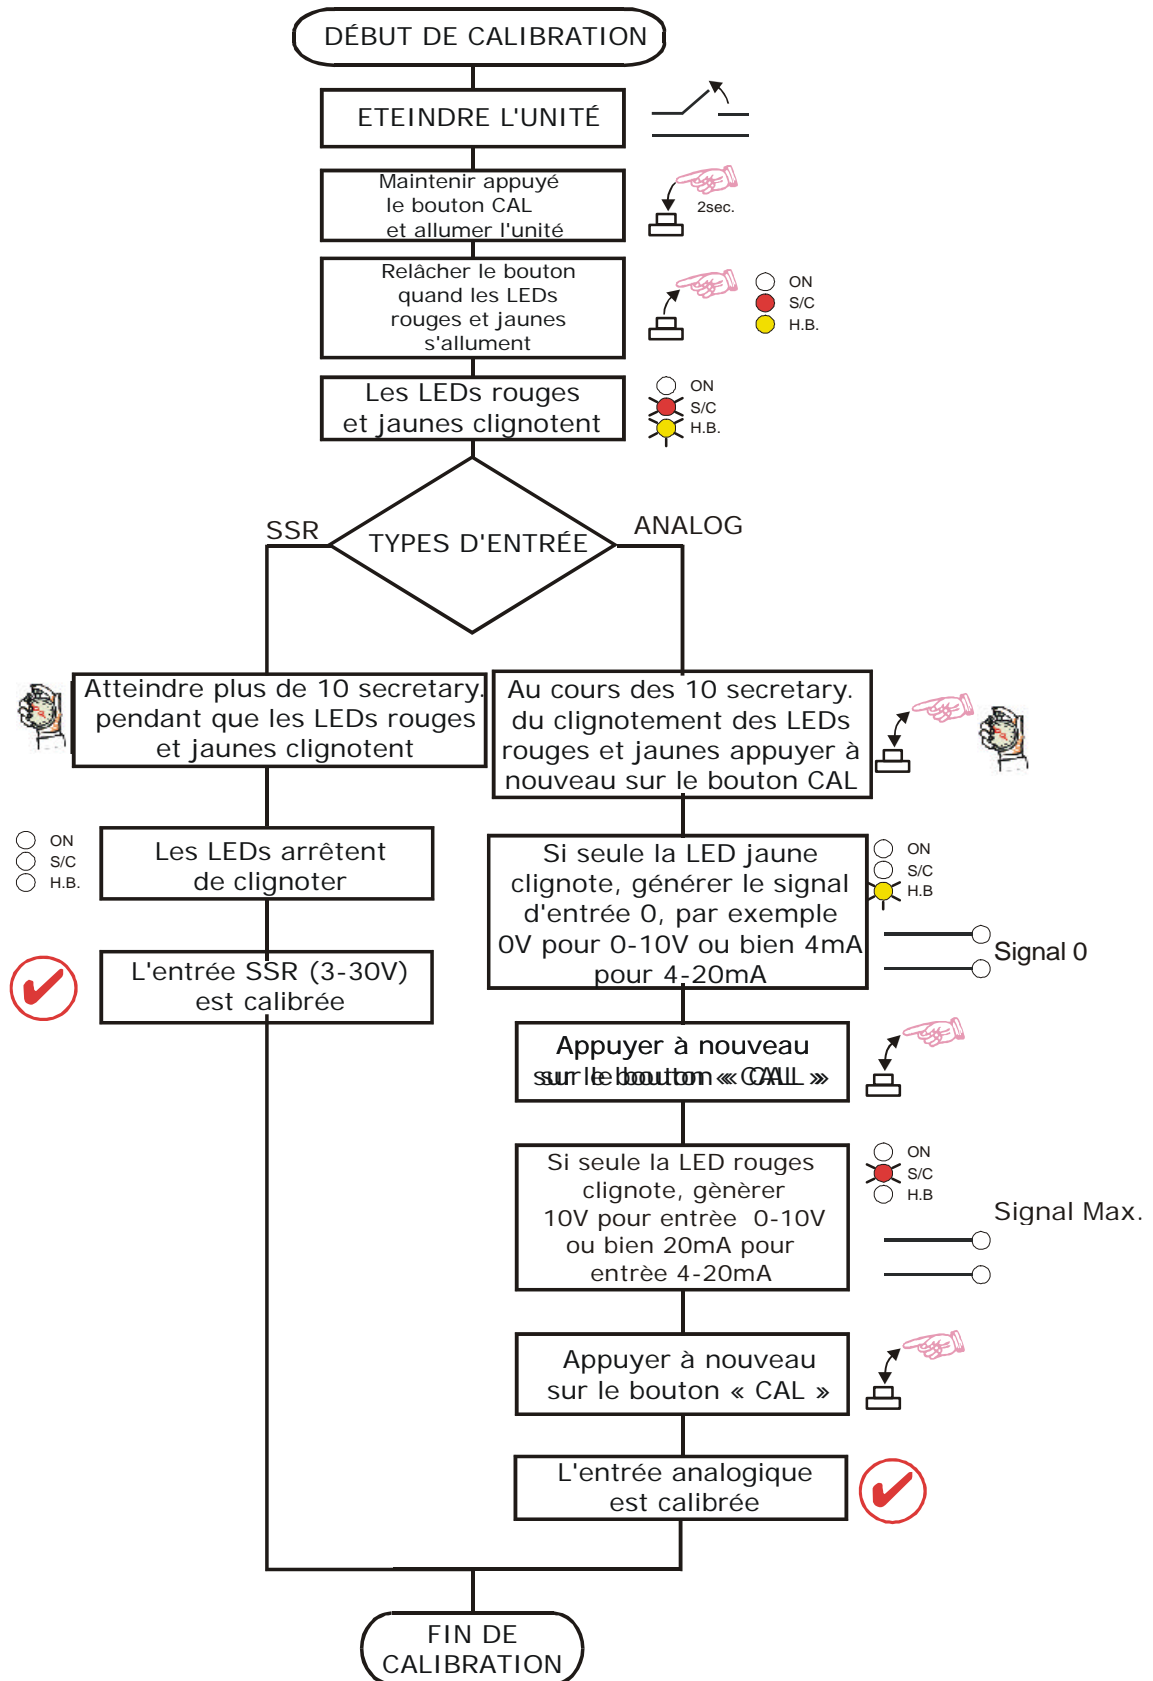 DÉBUT DE CALIBRATION
ETEINDRE L'UNITÉ
Maintenir appuyé
le bouton CAL
et allumer l'unité
2sec.
Relâcher le bouton
quand les LEDs
rouges et jaunes
s'allument
ON
S/C
H.B.
Les LEDs rouges
et jaunes clignotent
ON
S/C
H.B.
SSR
TYPES D'ENTRÉE
ANALOG
Atteindre plus de 10 secretary.
pendant que les LEDs rouges
et jaunes clignotent
Les LEDs arrêtent
de clignoter
ON
S/C
H.B.
L'entrée SSR (3-30V)
est calibrée
Au cours des 10 secretary.
du clignotement des LEDs
rouges et jaunes appuyer à
nouveau sur le bouton CAL
Si seule la LED jaune
clignote, générer le signal
d'entrée 0, par exemple
0V pour 0-10V ou bien 4mA
pour 4-20mA
ON
S/C
H.B
Signal 0
Appuyer à nouveau
sur le bouton « CAL »
Si seule la LED rouges
clignote, gènèrer
10V pour entrèe 0-10V
ou bien 20mA pour
entrèe 4-20mA
ON
S/C
H.B
Signal Max.
Appuyer à nouveau
sur le bouton « CAL »
L'entrée analogique
est calibrée
FIN DE
CALIBRATION